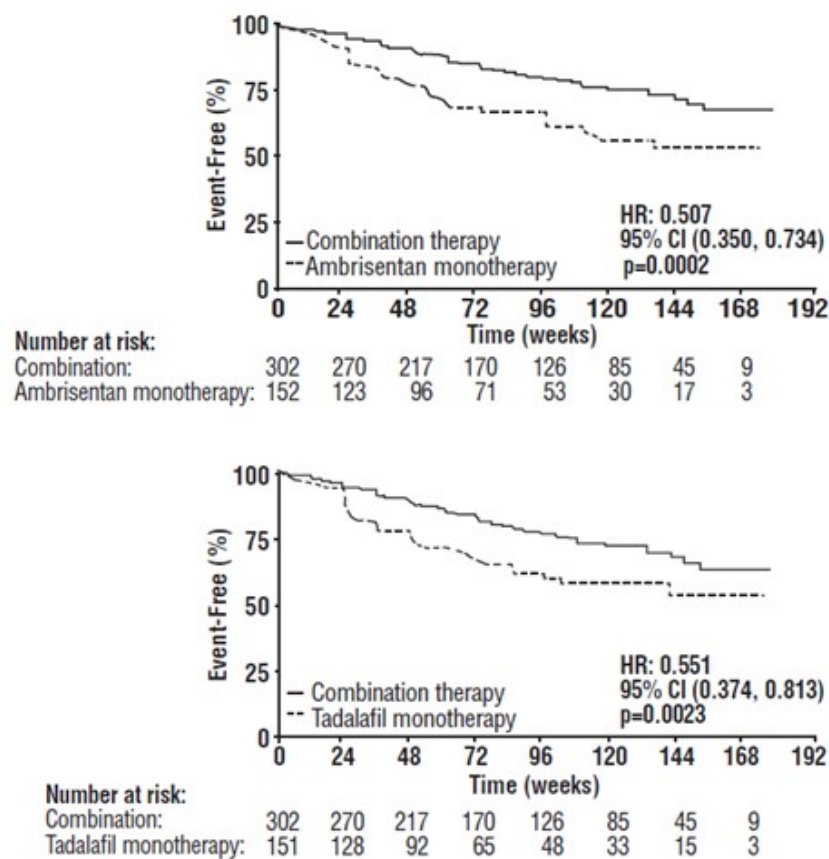 100
75
50
25
0
Event-Free (%)
Combination therapy
Ambrisentan monotherapy
HR: 0.507
95% CI (0.350, 0.734)
p=0.0002
0 24 48 72 96 120 144 168 192
Time (weeks)
Number at risk:
Combination: 302 270 217 170 126 85 45 9
Ambrisentan monotherapy: 152 123 96 71 53 30 17 3
100
75
50
25
0
Event-Free (%)
Combination therapy
Tadalafil monotherapy
HR: 0.551
95% CI (0.374, 0.813)
p=0.0023
0 24 48 72 96 120 144 168 192
Time (weeks)
Number at risk:
Combination: 302 270 217 170 126 85 45 9
Tadalafil monotherapy: 151 128 92 65 48 33 15 3